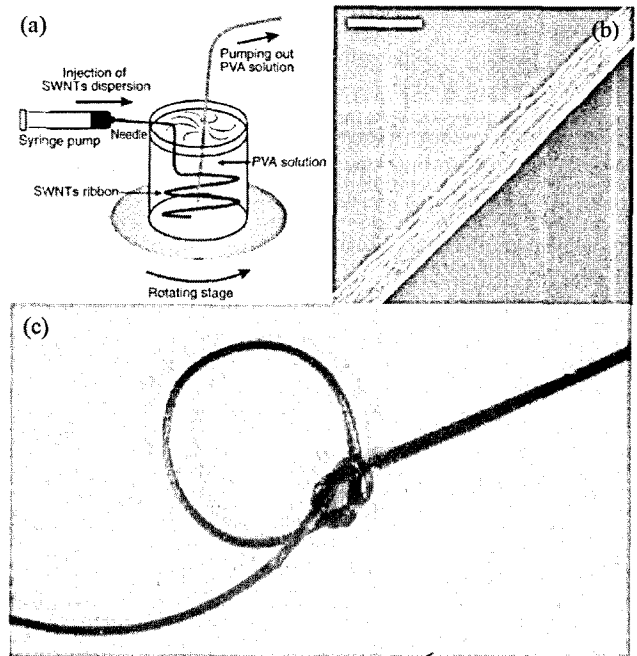 (a)
Pumping out
PVA solution
Injection of
SWNTs dispersion
Syringe pump
Needle
PVA solution
SWNTs ribbon
Rotating stage
(b)
(c)